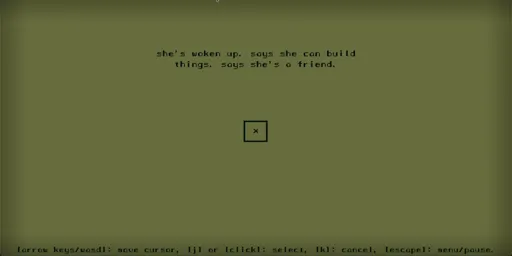 she's woken up. says she can build
things. says she's a friend.
x
[arrow keys/wasd]: move cursor, [j] or [click]: select, [k]: cancel, [escape]: menu/pause.